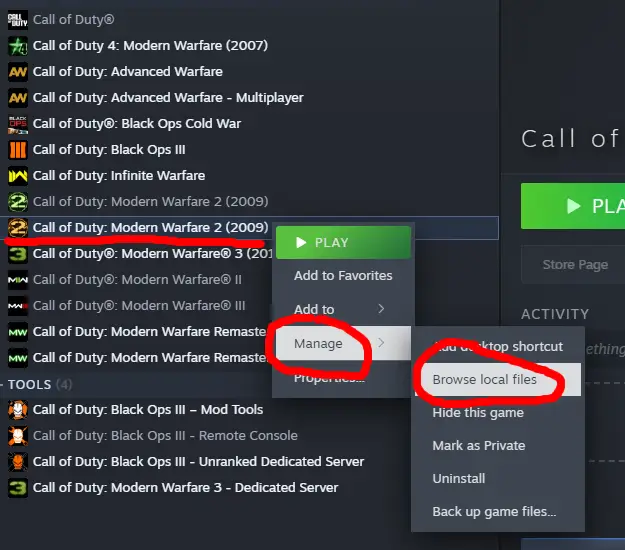 Call of Duty®
Call of Duty 4: Modern Warfare (2007)
Call of Duty: Advanced Warfare
Call of Duty: Advanced Warfare - Multiplayer
Call of Duty®: Black Ops Cold War
Call of Duty: Black Ops III
Call of Duty: Infinite Warfare
Call of Duty: Modern Warfare 2 (2009)
Call of Duty: Modern Warfare 2 (2009)
Call of Duty®: Modern Warfare® 3 (201
Call of Duty®: Modern Warfare® II
Call of Duty®: Modern Warfare® III
Call of Duty: Modern Warfare Remaste
Call of Duty: Modern Warfare Remaste
- TOOLS (4)
Call of Duty: Black Ops III – Mod Tools
Call of Duty: Black Ops III - Remote Console
Call of Duty: Black Ops III - Unranked Dedicated Server
Call of Duty: Modern Warfare 3 - Dedicated Server
PLAY
Add to Favorites
Add to
Manage
Properties...
desktop shortcut
Browse local files
Hide this game
Mark as Private
Uninstall
Back up game files...
Call of
PLA
Store Page
ACTIVITY
ething